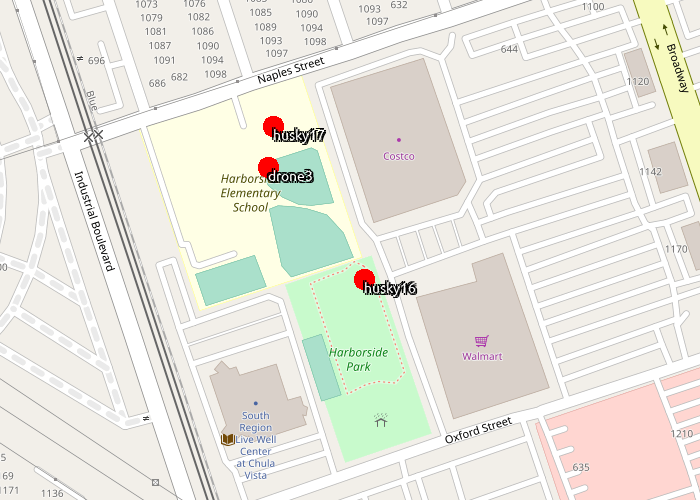 1073
1079
1081
1087
1091
1076
1082
1086
1090
1094
1098
1085
1089
1093
1097
1090
1094
1098
1093
1097
632
1100
644
Broadway
696
686
682
Naples Street
Blue
1120
husky17
Costco
drone3
Harborside
Elementary
School
1142
Industrial Boulevard
1170
husky16
Harborside
Park
Walmart
South
Region
Live Well
Center
at Chula
Vista
Oxford Street
1210
635
169
1171
1136